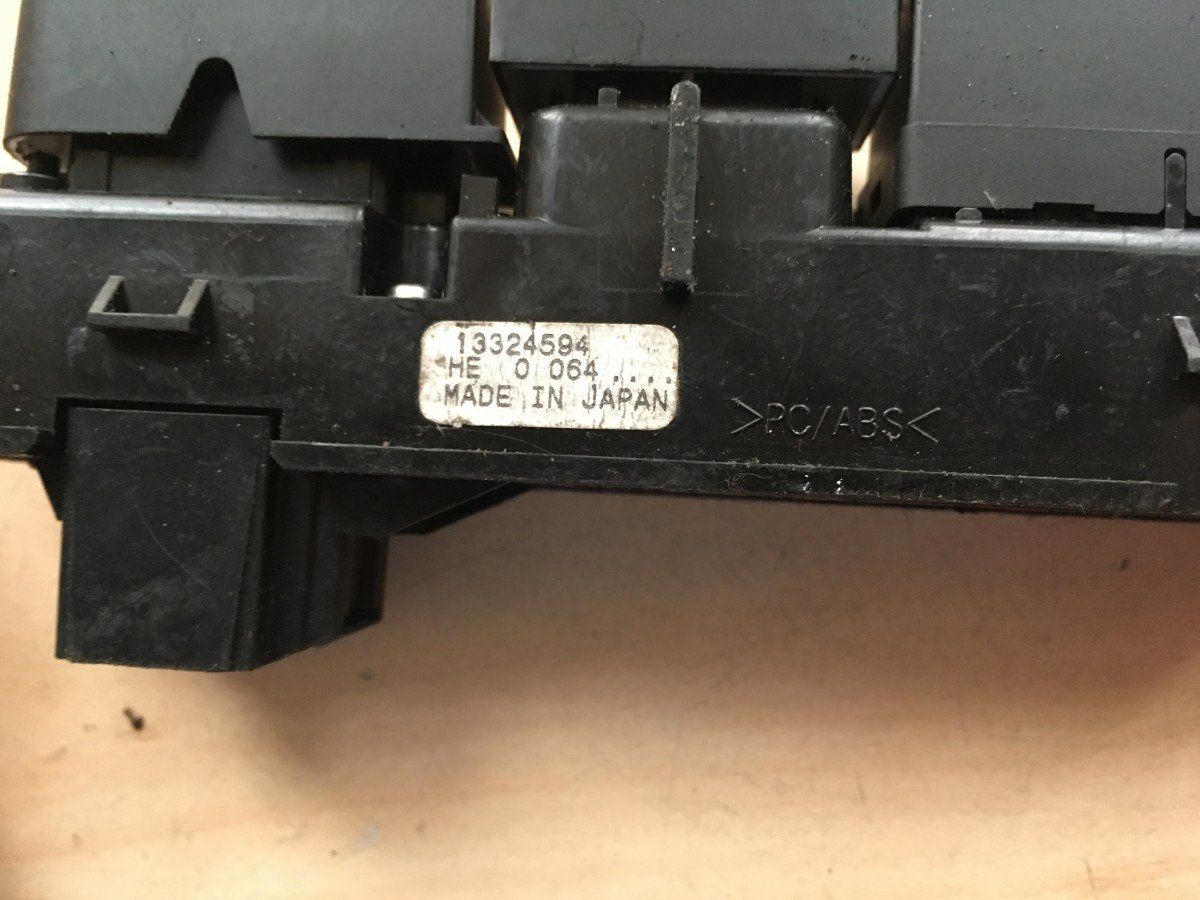 13324594
HE 0 064 ....
MADE IN JAPAN
>PC/ABS<